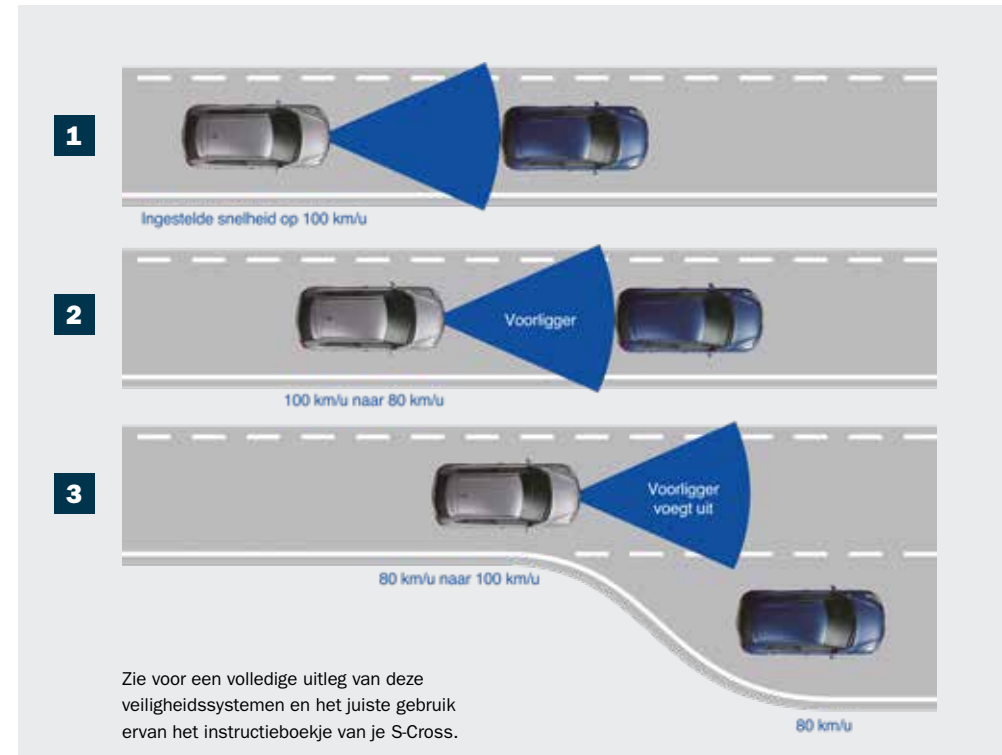 1
Ingestelde snelheid op 100 km/u
2
Voorligger
100 km/u naar 80 km/u
3
Voorligger
voegt uit
80 km/u naar 100 km/u
Zie voor een volledige uitleg van deze
veiligheidssystemen en het juiste gebruik
ervan het instructieboekje van je S-Cross.
80 km/u